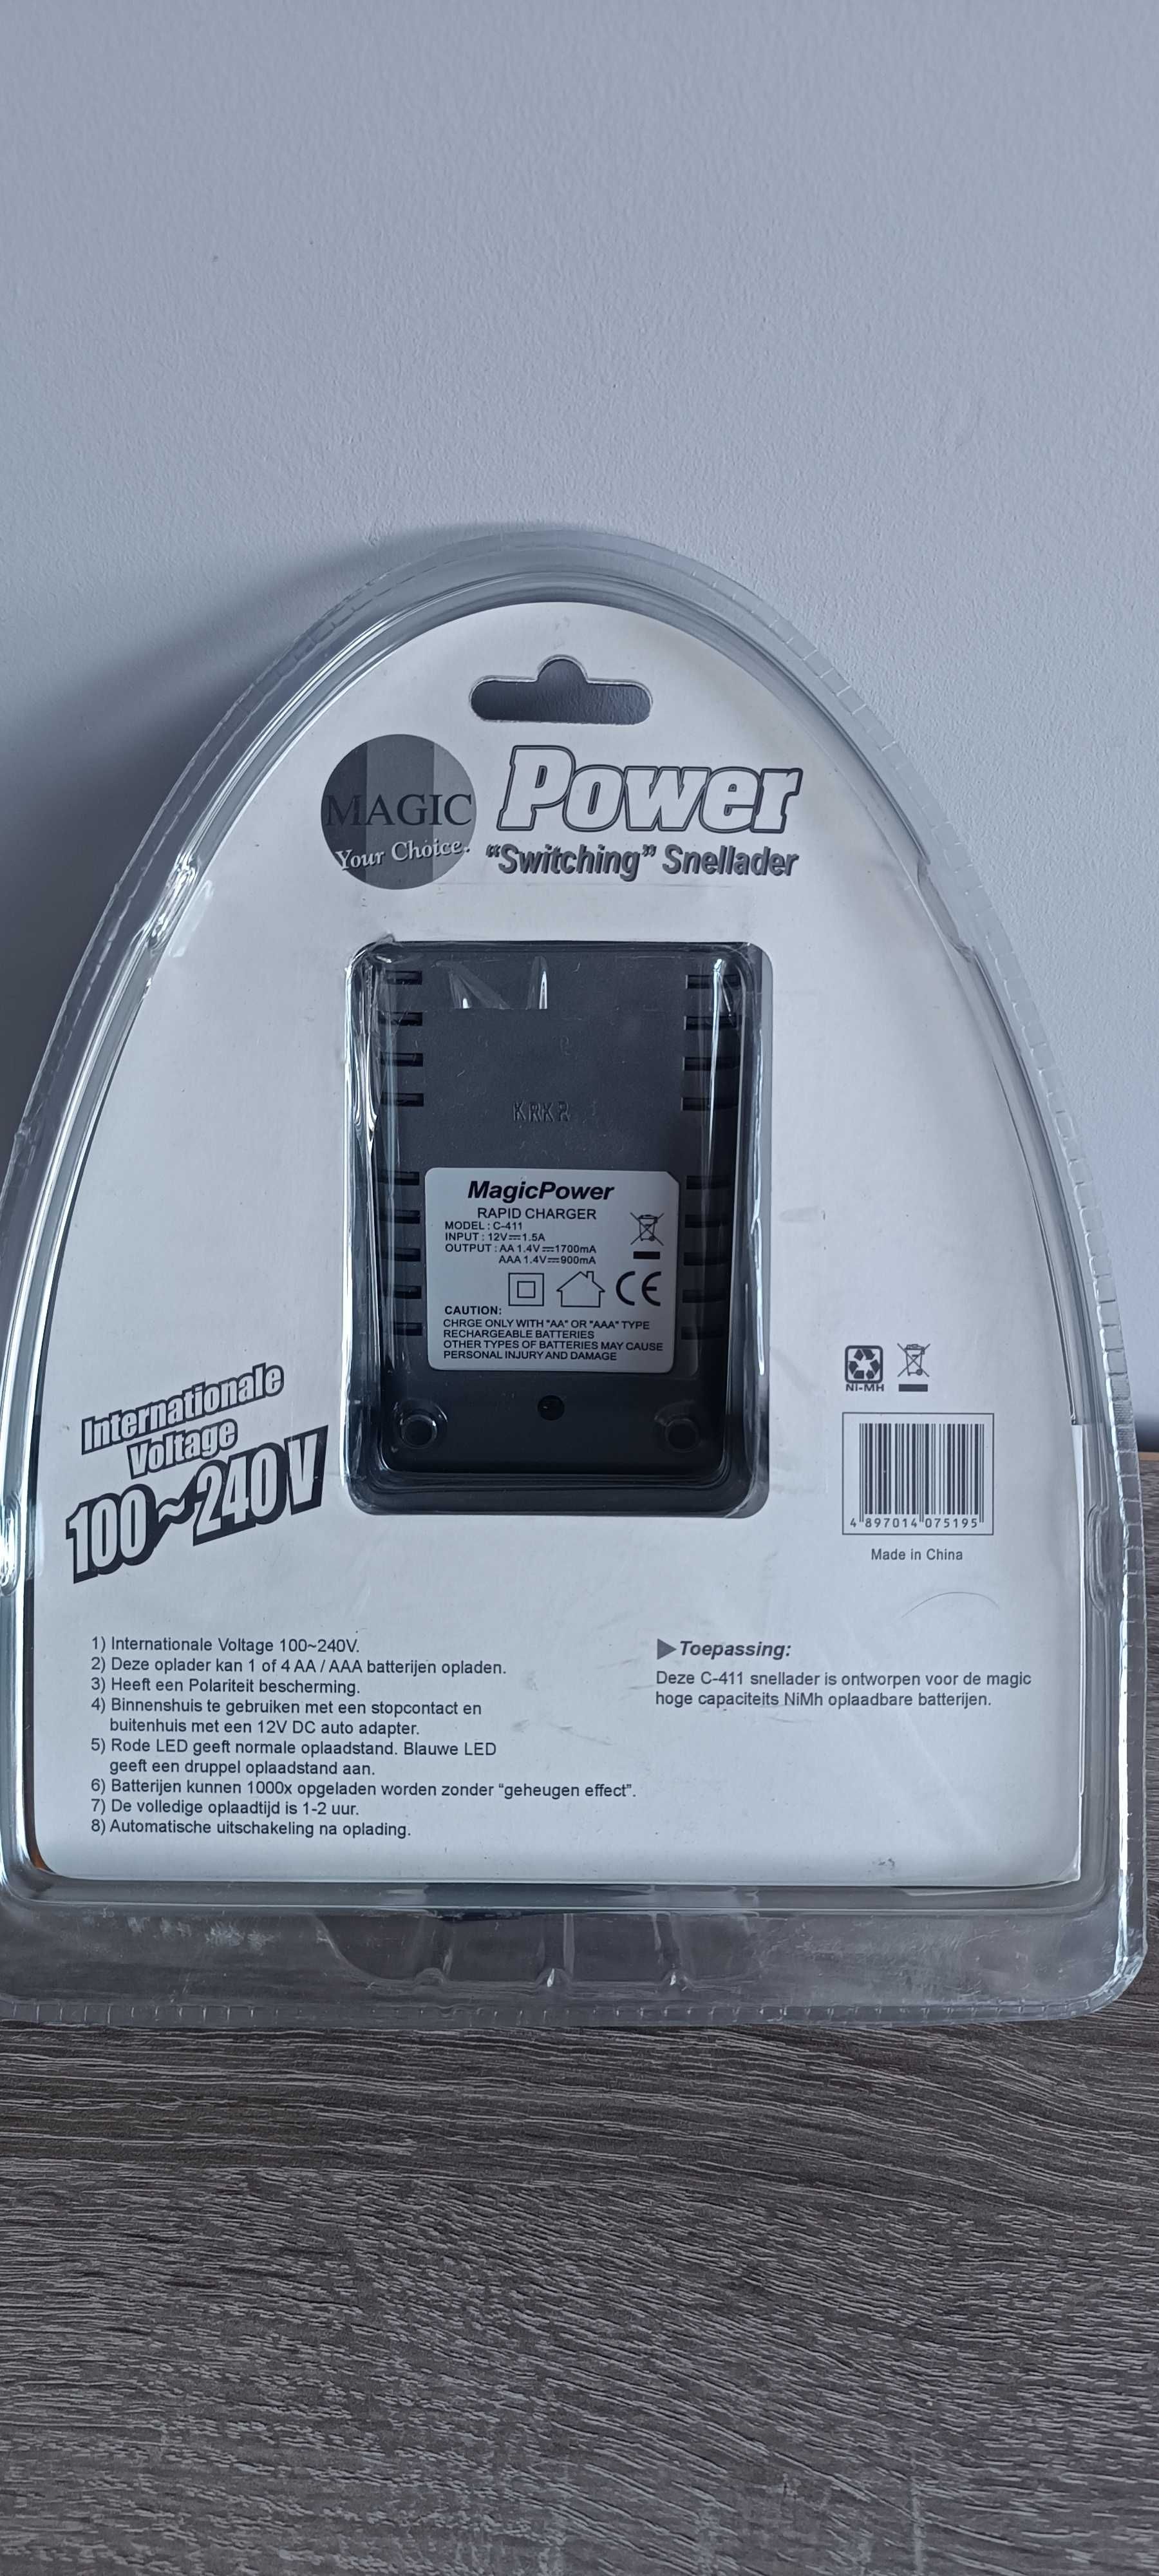 MAGIC
Your Choice.
Power
“Switching” Snellader
KRK2
MagicPower
RAPID CHARGER
MODEL : C-411
INPUT : 12V⎓1.5A
OUTPUT : AA 1.4V⎓1700mA
AAA 1.4V⎓900mA
CE
CAUTION:
CHRGE ONLY WITH "AA" OR "AAA" TYPE
RECHARGEABLE BATTERIES
OTHER TYPES OF BATTERIES MAY CAUSE
PERSONAL INJURY AND DAMAGE
Internationale
Voltage
100~240V
NI-MH
4 897014 075195
Made in China
1) Internationale Voltage 100~240V.
2) Deze oplader kan 1 of 4 AA / AAA batterijen opladen.
3) Heeft een Polariteit bescherming.
4) Binnenshuis te gebruiken met een stopcontact en
buitenhuis met een 12V DC auto adapter.
5) Rode LED geeft normale oplaadstand. Blauwe LED
geeft een druppel oplaadstand aan.
6) Batterijen kunnen 1000x opgeladen worden zonder “geheugen effect”.
7) De volledige oplaadtijd is 1-2 uur.
8) Automatische uitschakeling na oplading.
Toepassing:
Deze C-411 snellader is ontworpen voor de magic
hoge capaciteits NiMh oplaadbare batterijen.